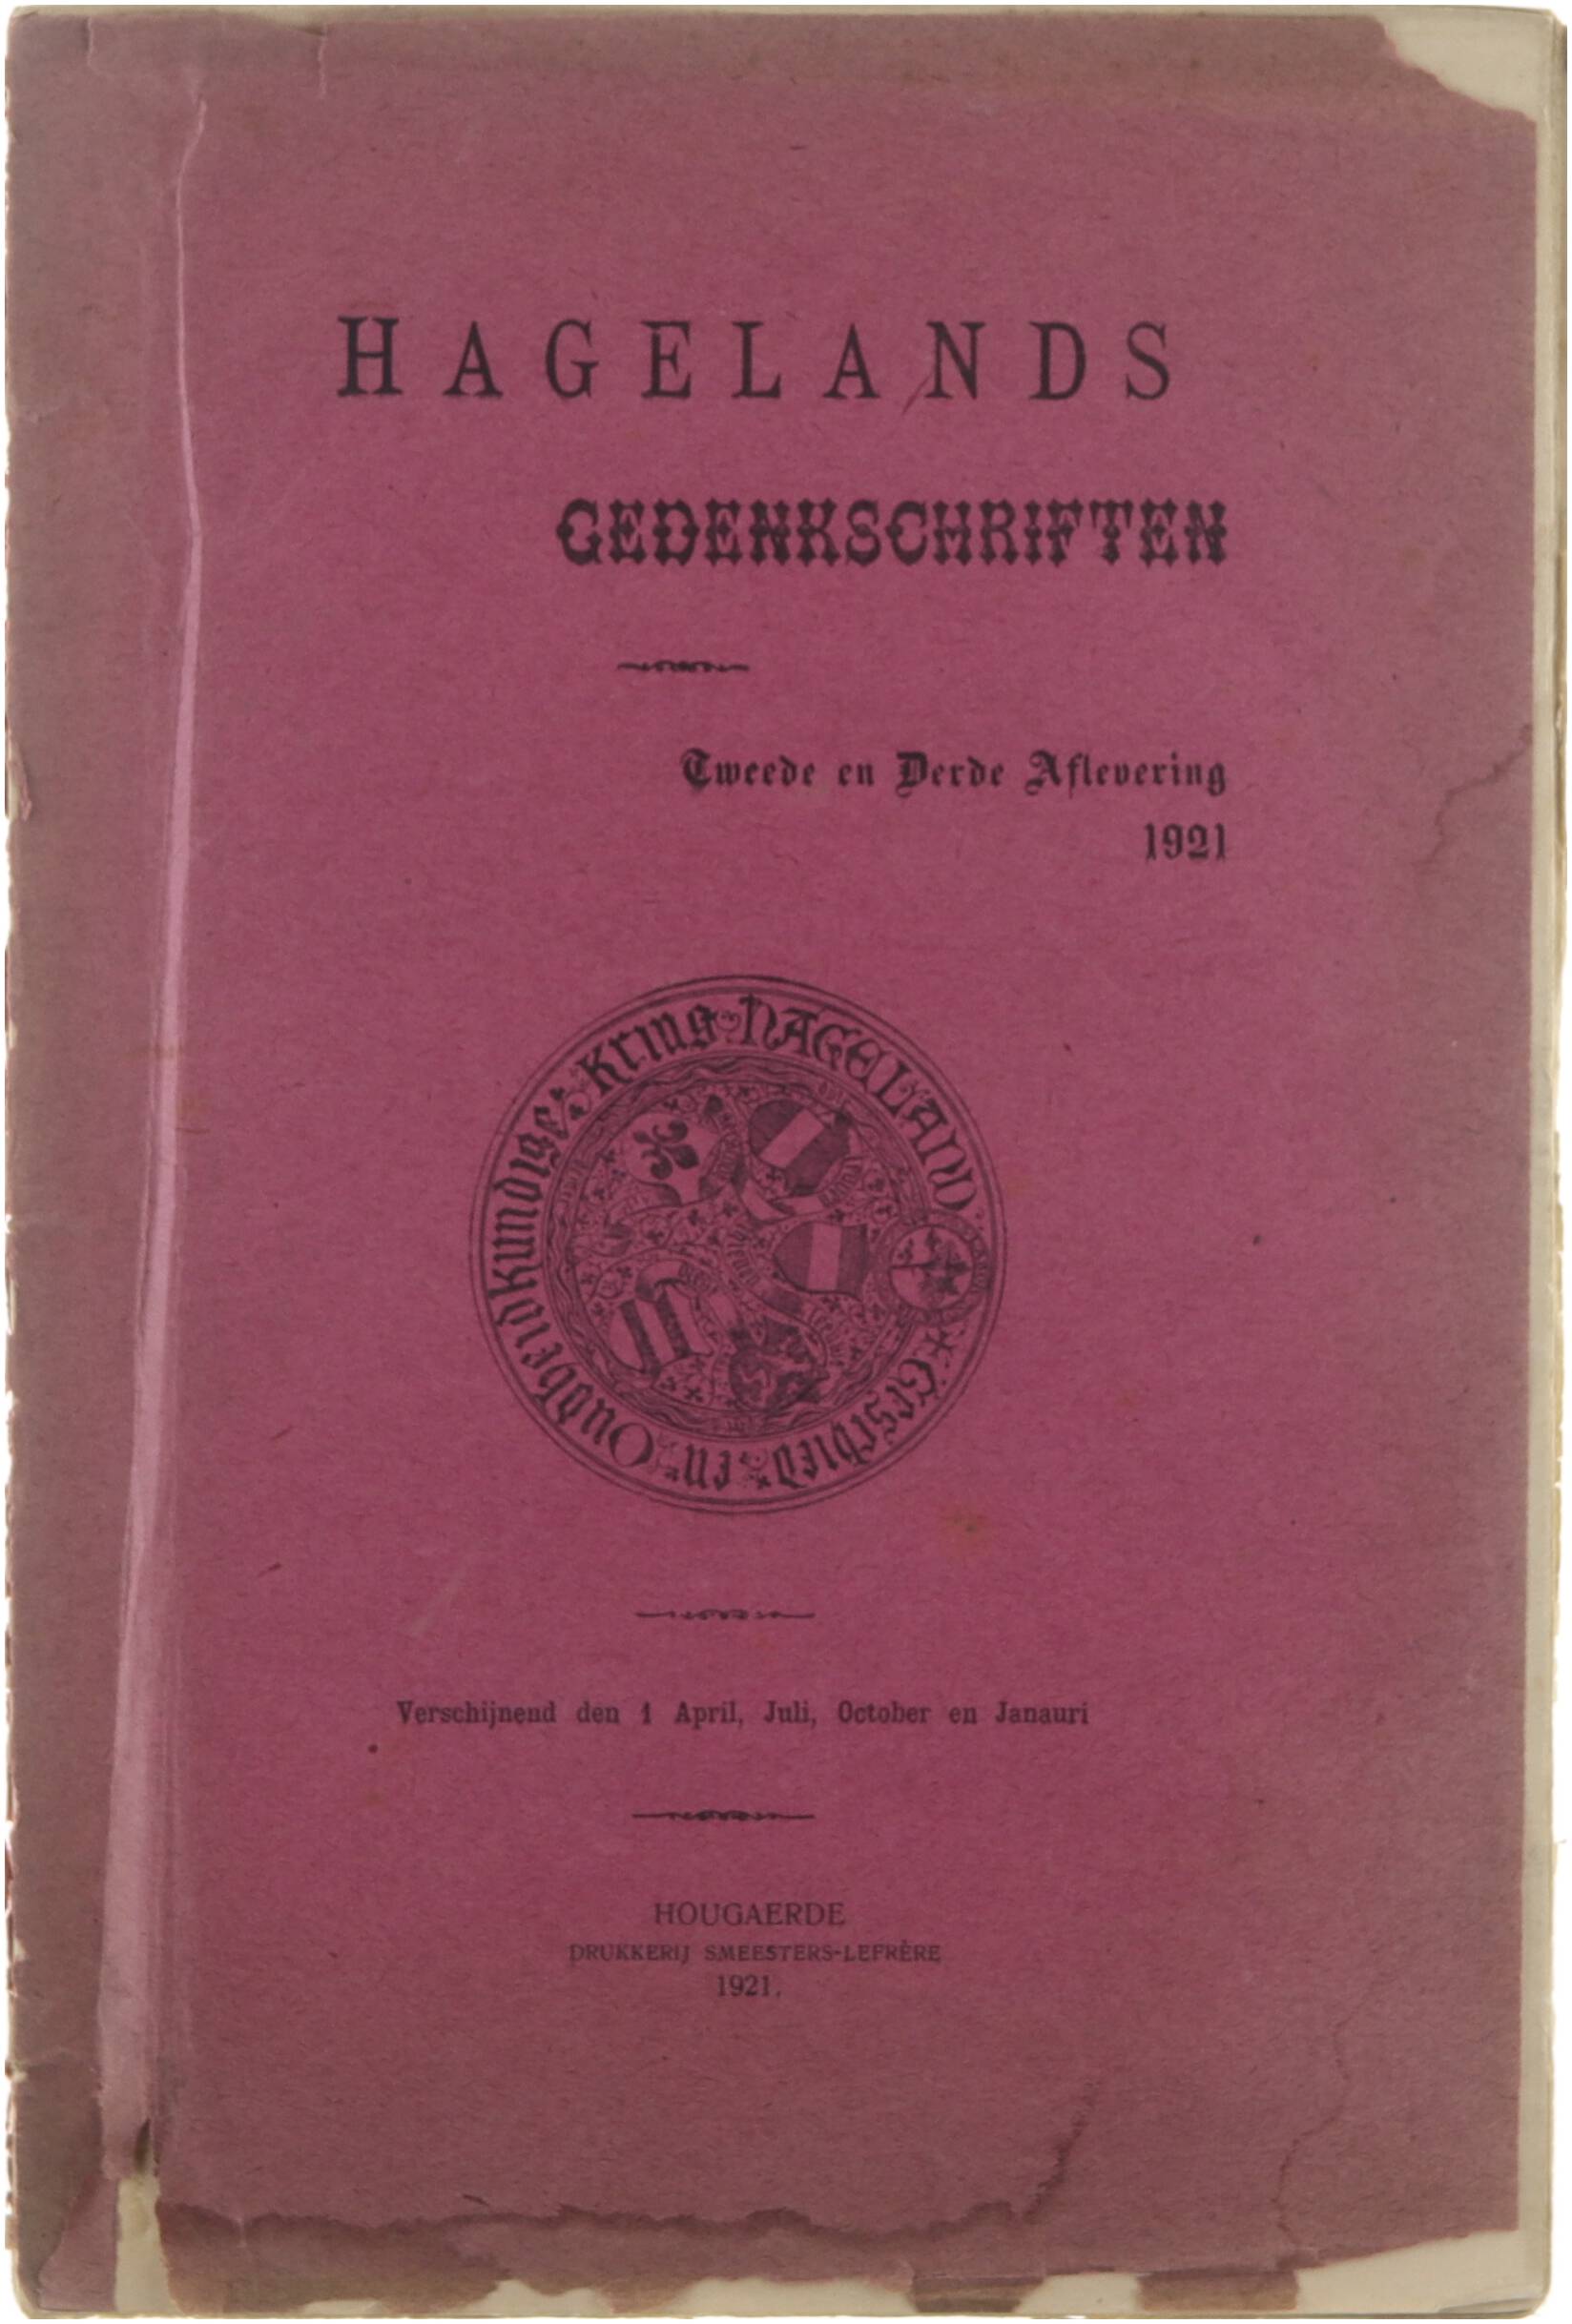 HAGELANDS
GEDENKSCHRIFTEN
Tweede en Derde Aflevering
1921
Geschied en Oudheidkundige Kring HAGELAND
Verschijnend den 1 April, Juli, October en Janauri
HOUGAERDE
DRUKKERIJ SMEESTERS-LEFRÈRE
1921.